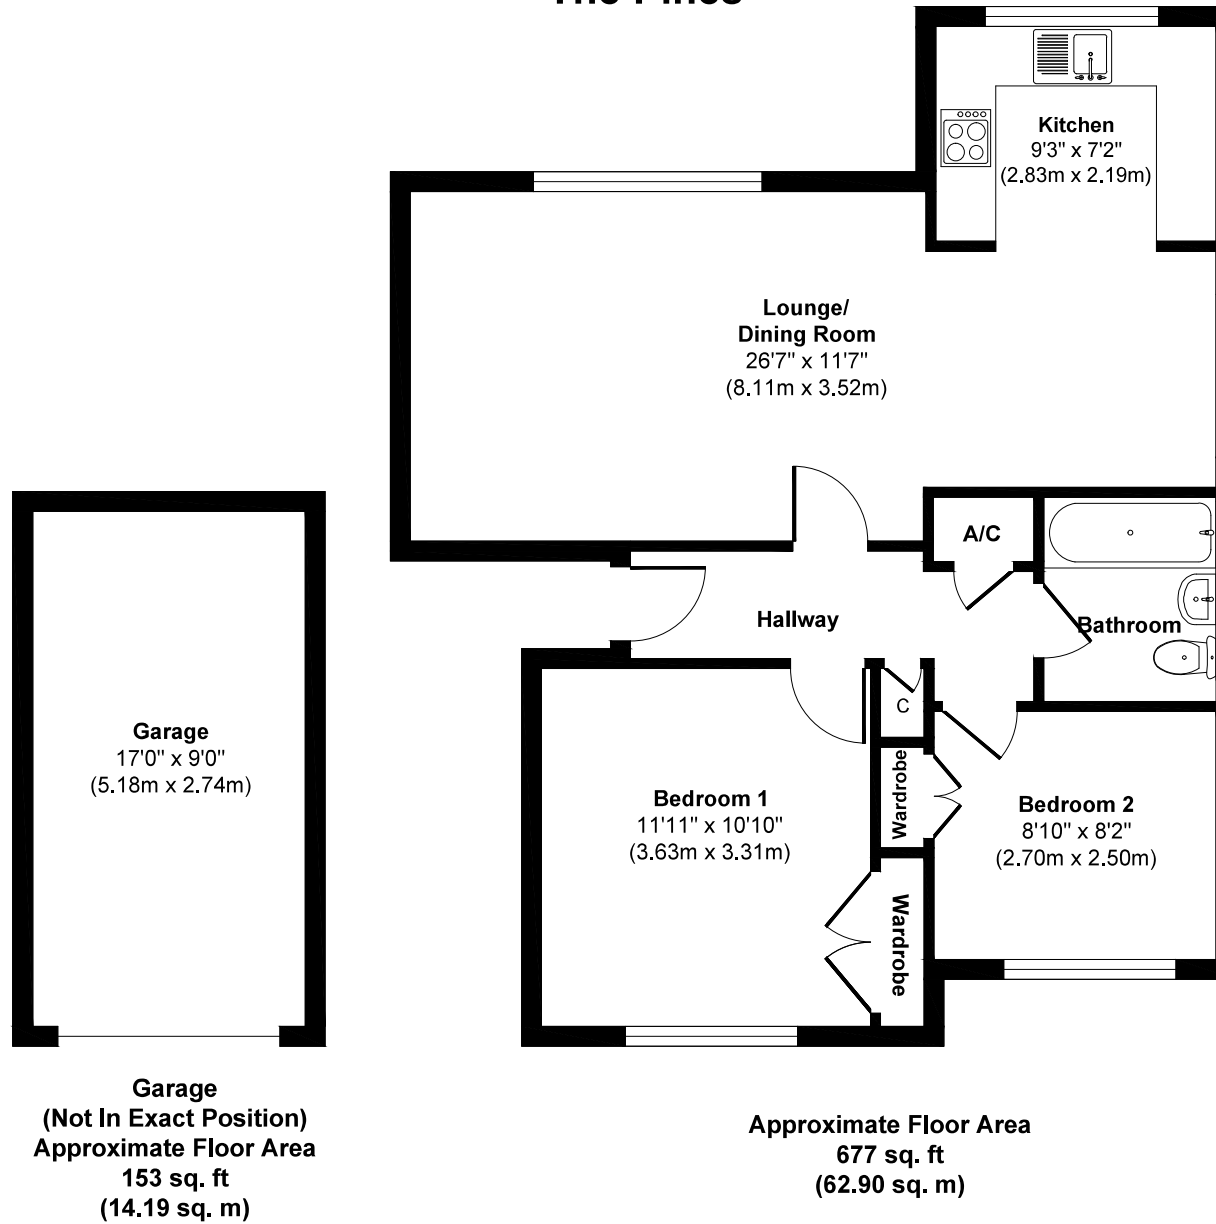 The Pines
Kitchen
9'3" x 7'2"
(2.83m x 2.19m)
Lounge/
Dining Room
26'7" x 11'7"
(8.11m x 3.52m)
A/C
Hallway
Bathroom
C
Garage
17'0" x 9'0"
(5.18m x 2.74m)
Bedroom 1
11'11" x 10'10"
(3.63m x 3.31m)
Wardrobe
Bedroom 2
8'10" x 8'2"
(2.70m x 2.50m)
Wardrobe
Garage
(Not In Exact Position)
Approximate Floor Area
153 sq. ft
(14.19 sq. m)
Approximate Floor Area
677 sq. ft
(62.90 sq. m)